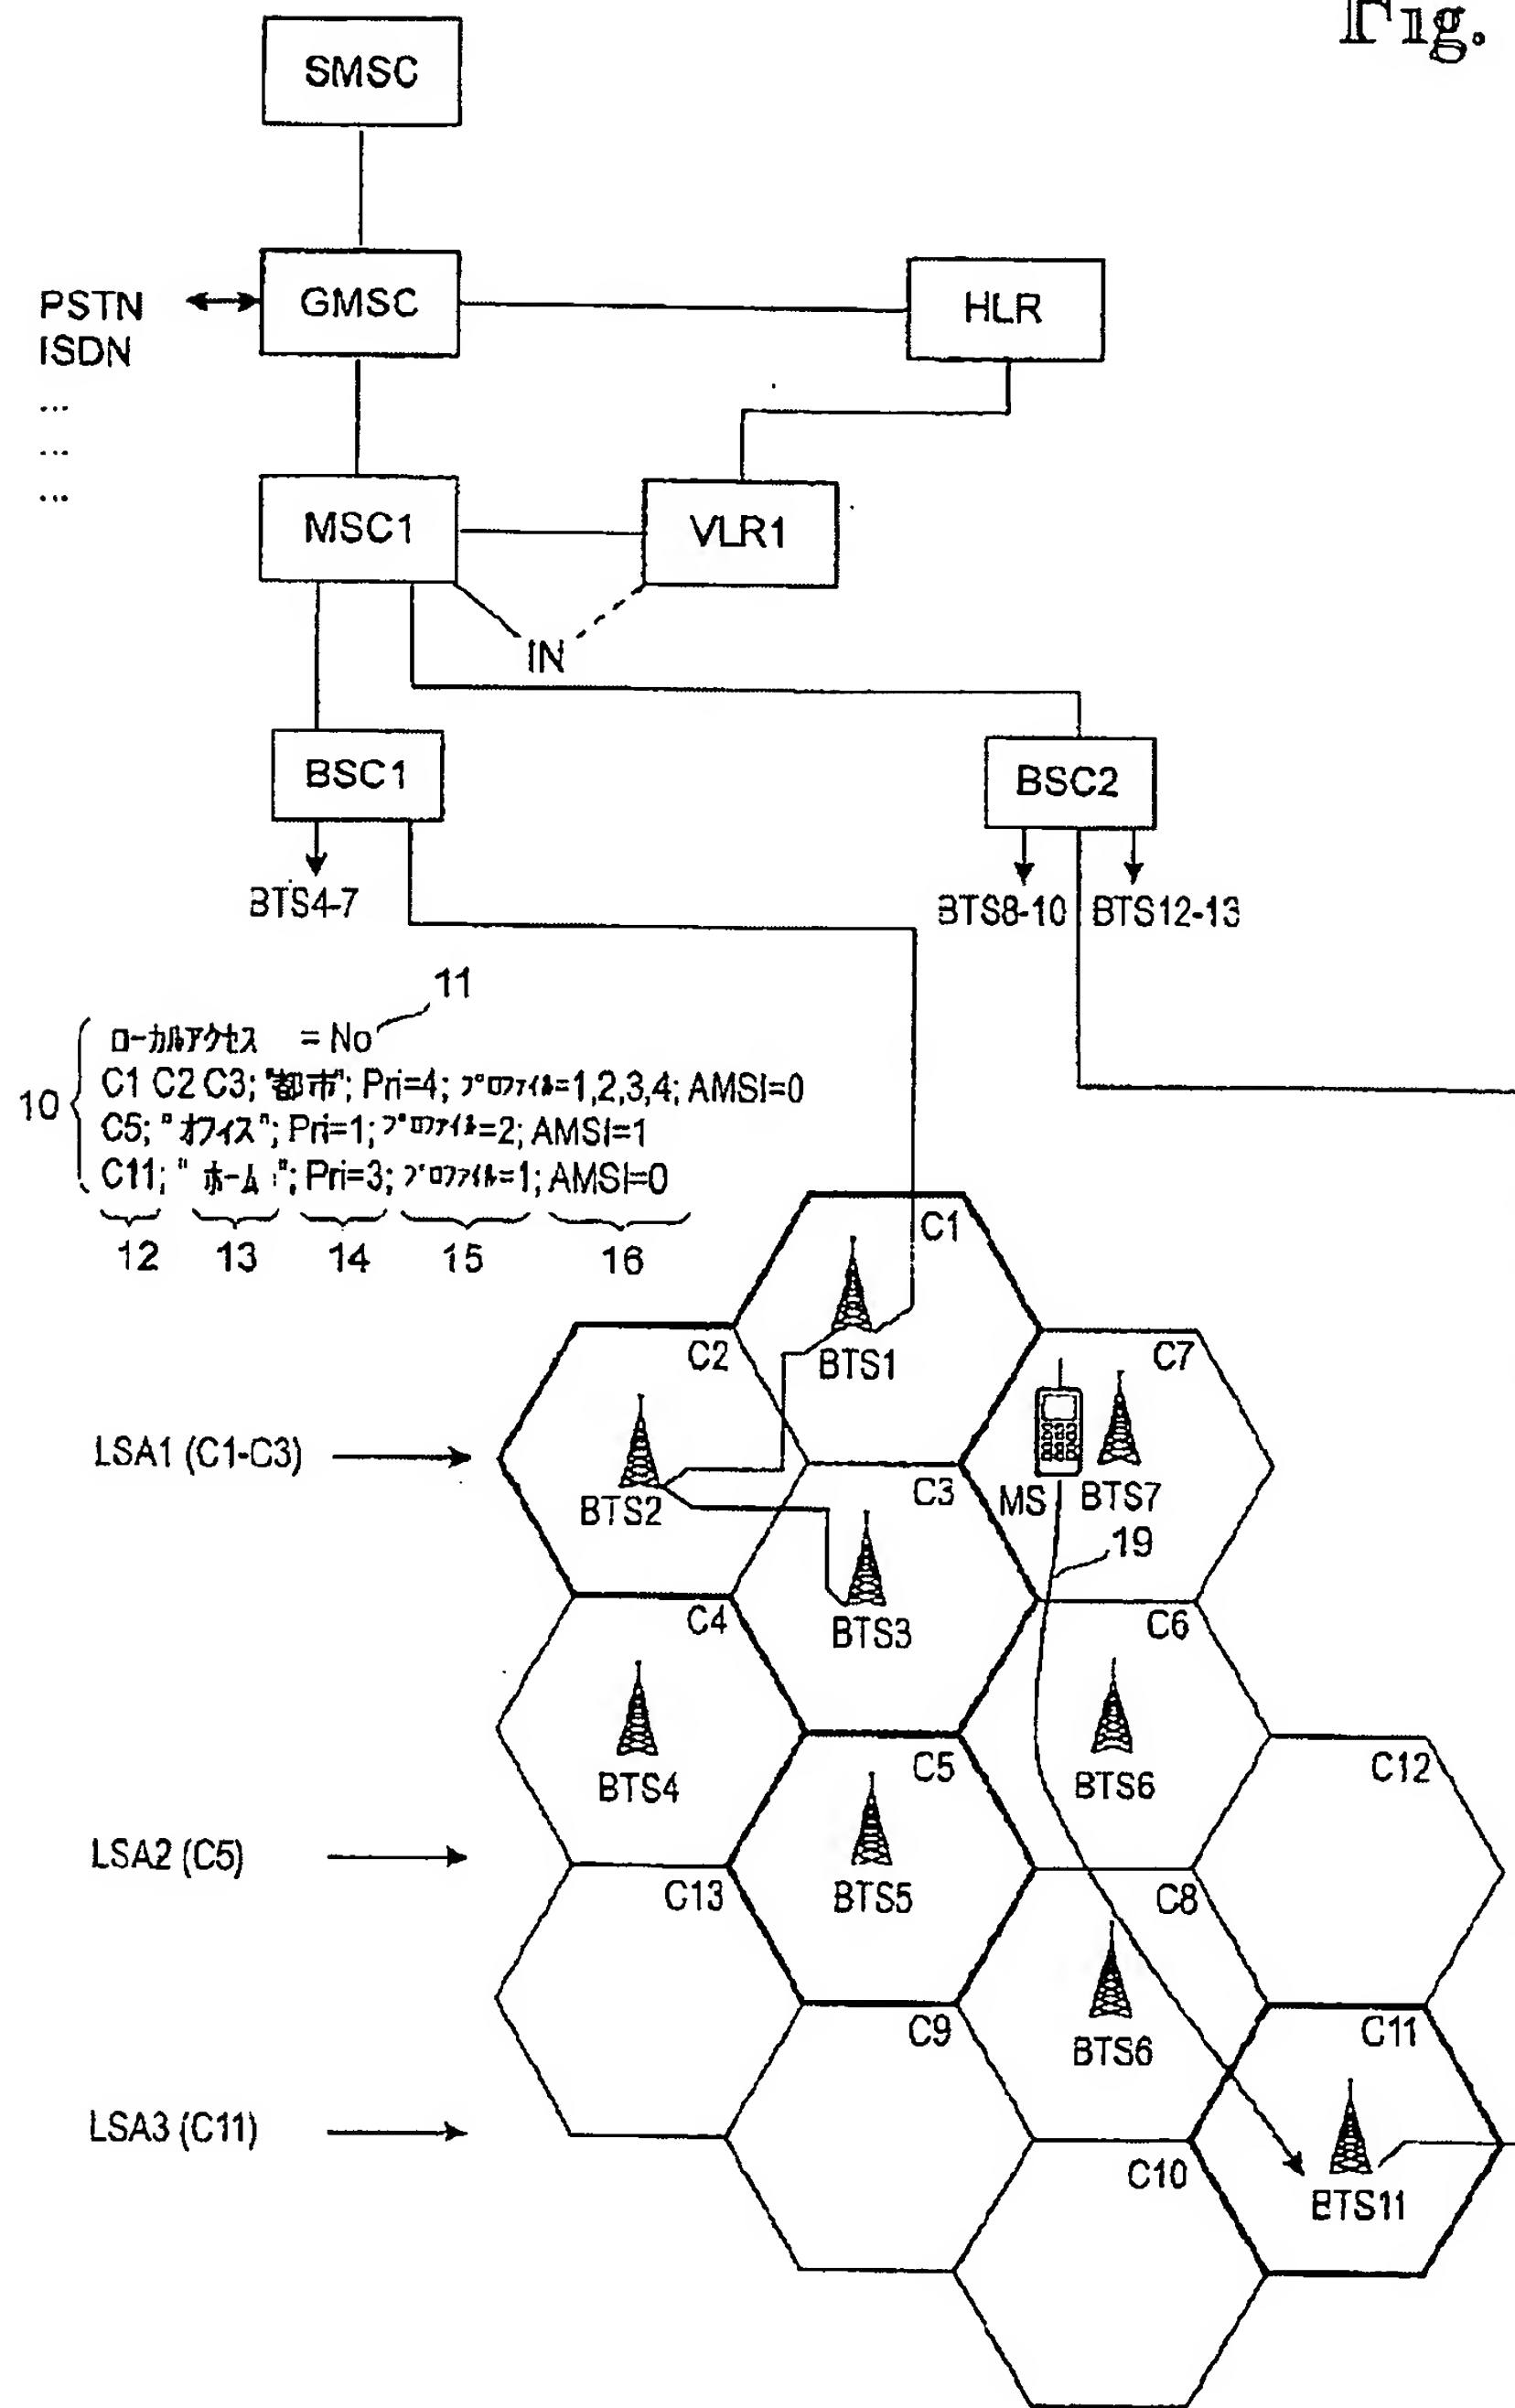 Fig.
SMSC
GMSC
HLR
PSTN
ISDN
...
...
...
MSC1
VLR1
IN
BSC1
BSC2
BTS4-7
BTS8-10
BTS12-13
11
10
ローカルアクセス = No
C1 C2 C3; "都市"; Pri=4; プロファイル=1,2,3,4; AMSI=0
C5; "オフィス"; Pri=1; プロファイル=2; AMSI=1
C11; "ホーム"; Pri=3; プロファイル=1; AMSI=0
12
13
14
15
16
C1
BTS1
C2
C7
LSA1 (C1-C3)
BTS2
C3
MS
BTS7
19
C4
BTS3
C6
BTS4
C5
BTS6
C12
LSA2 (C5)
C13
BTS5
C8
C9
BTS6
C11
LSA3 (C11)
C10
BTS11